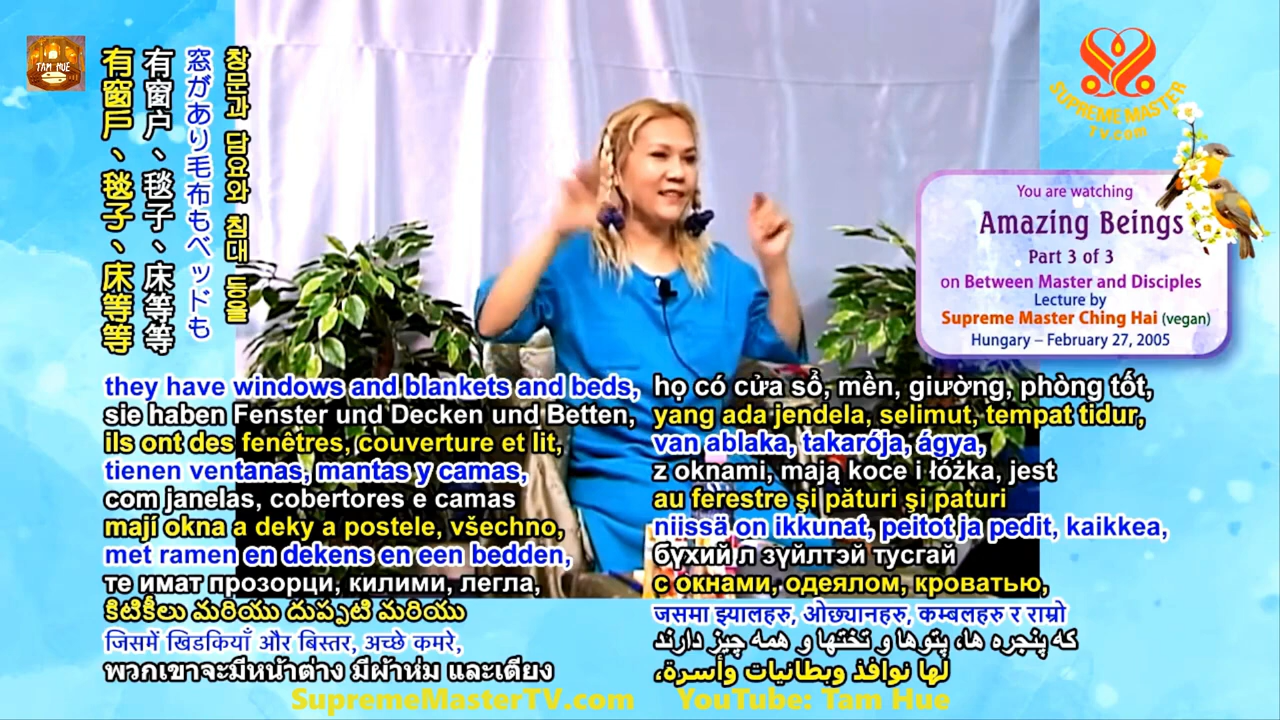 TAM HUE
有窗戶、毯子、床等等
有窗户、毯子、床等等
窓があり毛布もベッドも
창문과 담요와 침대 등을
SUPREME MASTER
TV.com
You are watching
Amazing Beings
Part 3 of 3
on Between Master and Disciples
Lecture by
Supreme Master Ching Hai (vegan)
Hungary – February 27, 2005
they have windows and blankets and beds,
sie haben Fenster und Decken und Betten,
ils ont des fenêtres, couverture et lit,
tienen ventanas, mantas y camas,
com janelas, cobertores e camas
mají okna a deky a postele, všechno,
met ramen en dekens en een bedden,
те имат прозорци, килими, легла,
కిటికీలు మరియు దుప్పటి మరియు
जिसमें खिडकियाँ और बिस्तर, अच्छे कमरे,
พวกเขาจะมีหน้าต่าง มีผ้าห่ม และเตียง
họ có cửa sổ, mền, giường, phòng tốt,
yang ada jendela, selimut, tempat tidur,
van ablaka, takarója, ágya,
z oknami, mają koce i łóżka, jest
au ferestre şi pături şi paturi
niissä on ikkunat, peitot ja pedit, kaikkea,
бүхий л зүйлтэй тусгай
с окнами, одеялом, кроватью,
जसमा झ्यालहरु, ओछ्यानहरु, कम्बलहरु र राम्रो
که پنجره ها، پتوها و تختها و همه چیز دارند
لها نوافذ وبطانيات وأسرة،
SupremeMasterTV.com
YouTube: Tam Hue